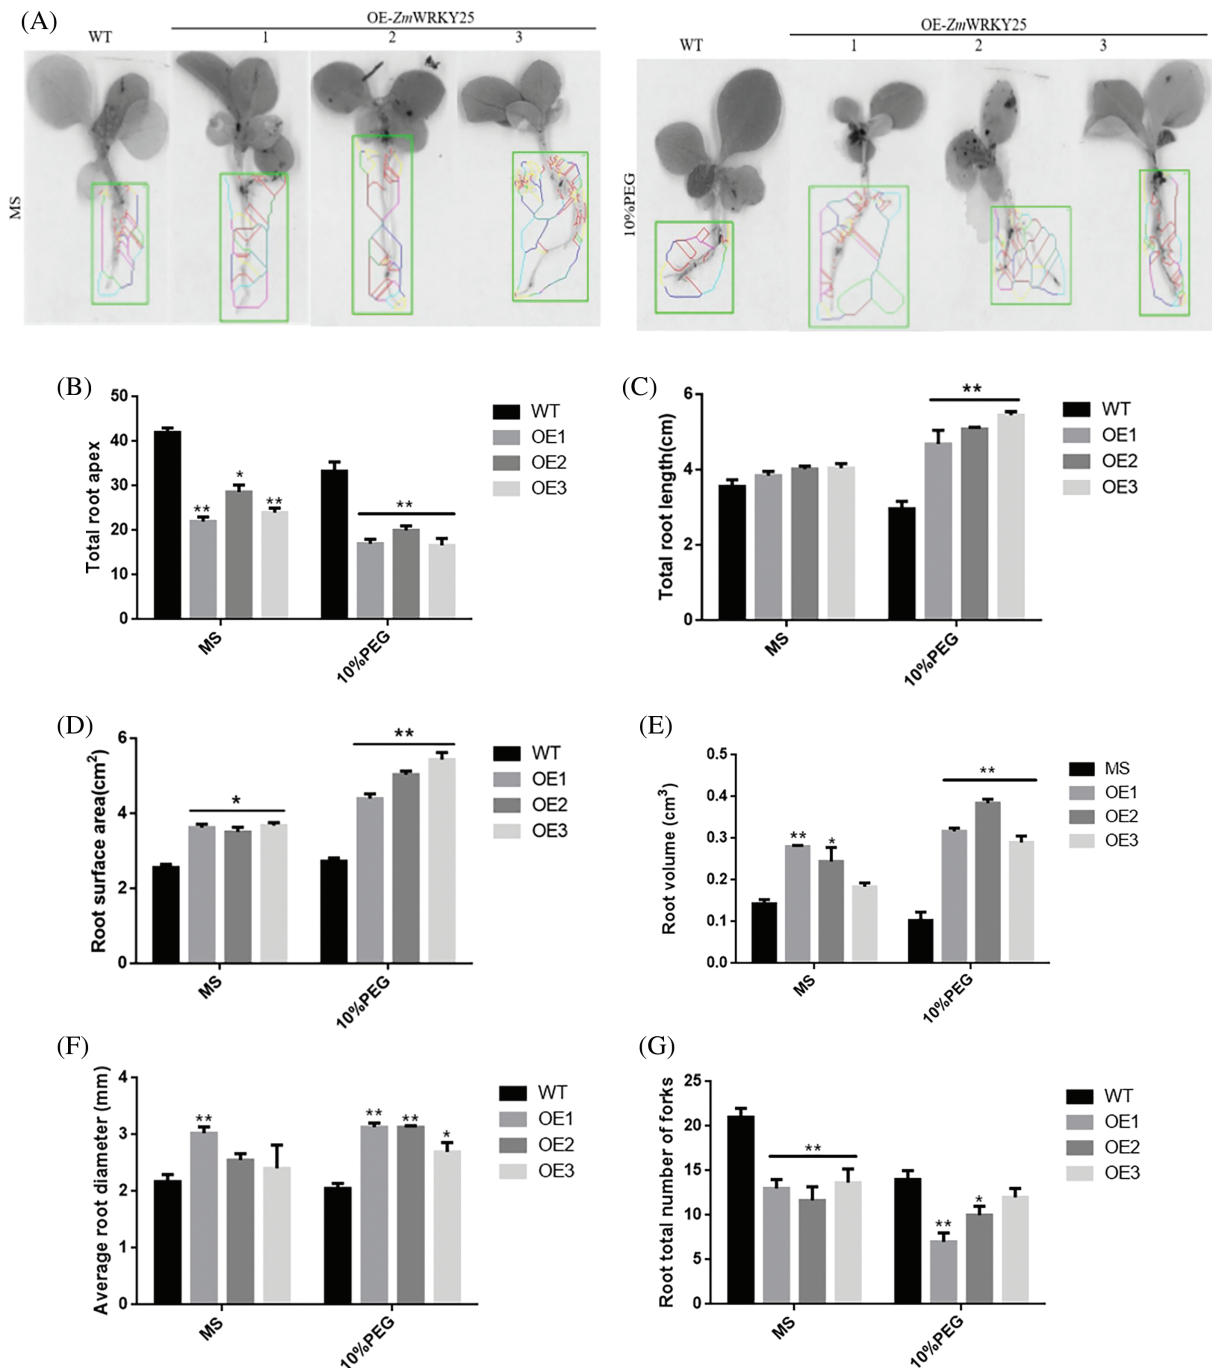 (A)
OE-ZmWRKY25
WT
1
2
3
MS
OE-ZmWRKY25
WT
1
2
3
10%PEG
(B)
Total root apex
50
40
30
20
10
0
**
*
**
**
MS
10%PEG
WT
OE1
OE2
OE3
(C)
Total root length(cm)
6
4
2
0
**
MS
10%PEG
WT
OE1
OE2
OE3
(D)
Root surface area(cm²)
6
4
2
0
*
**
MS
10%PEG
WT
OE1
OE2
OE3
(E)
Root volume (cm³)
0.5
0.4
0.3
0.2
0.1
0.0
**
*
**
MS
10%PEG
MS
OE1
OE2
OE3
(F)
Average root diameter (mm)
4
3
2
1
0
**
**
**
*
MS
10%PEG
WT
OE1
OE2
OE3
(G)
Root total number of forks
25
20
15
10
5
0
**
**
*
MS
10%PEG
WT
OE1
OE2
OE3